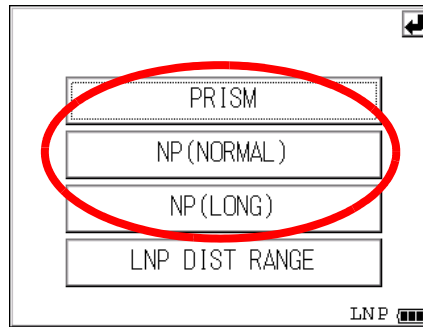 PRISM
NP(NORMAL)
NP(LONG)
LNP DIST RANGE
LNP